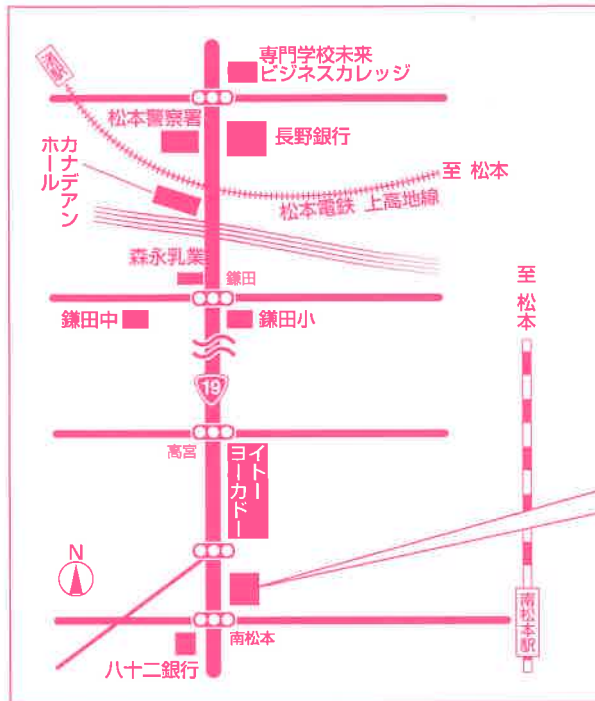 専門学校未来
ビジネスカレッジ
松本警察署
長野銀行
カナデアン
ホール
至 松本
松本電鉄 上高地線
森永乳業
鎌田
鎌田中
鎌田小
至 松本
19
高宮
イトー
ヨーカドー
N
南松本
南松本駅
八十二銀行